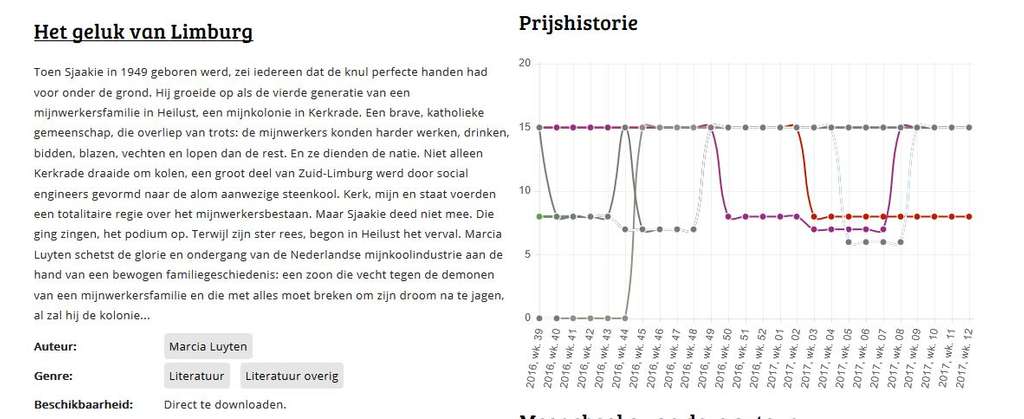 Het geluk van Limburg
Toen Sjaakie in 1949 geboren werd, zei iedereen dat de knul perfecte handen had
voor onder de grond. Hij groeide op als de vierde generatie van een
mijnwerkersfamilie in Heilust, een mijnkolonie in Kerkrade. Een brave, katholieke
gemeenschap, die overliep van trots: de mijnwerkers konden harder werken, drinken,
bidden, blazen, vechten en lopen dan de rest. En ze dienden de natie. Niet alleen
Kerkrade draaide om kolen, een groot deel van Zuid-Limburg werd door social
engineers gevormd naar de alom aanwezige steenkool. Kerk, mijn en staat voerden
een totalitaire regie over het mijnwerkersbestaan. Maar Sjaakie deed niet mee. Die
ging zingen, het podium op. Terwijl zijn ster rees, begon in Heilust het verval. Marcia
Luyten schetst de glorie en ondergang van de Nederlandse mijnkoolindustrie aan de
hand van een bewogen familiegeschiedenis: een zoon die vecht tegen de demonen
van een mijnwerkersfamilie en die met alles moet breken om zijn droom na te jagen,
al zal hij de kolonie...
Auteur: Marcia Luyten
Genre: Literatuur Literatuur overig
Beschikbaarheid: Direct te downloaden.
Prijshistorie
20
15
10
5
0
2016, wk. 39
2016, wk. 40
2016, wk. 41
2016, wk. 42
2016, wk. 43
2016, wk. 44
2016, wk. 45
2016, wk. 46
2016, wk. 47
2016, wk. 48
2016, wk. 49
2016, wk. 50
2016, wk. 51
2016, wk. 52
2017, wk. 01
2017, wk. 02
2017, wk. 03
2017, wk. 04
2017, wk. 05
2017, wk. 06
2017, wk. 07
2017, wk. 08
2017, wk. 09
2017, wk. 10
2017, wk. 11
2017, wk. 12